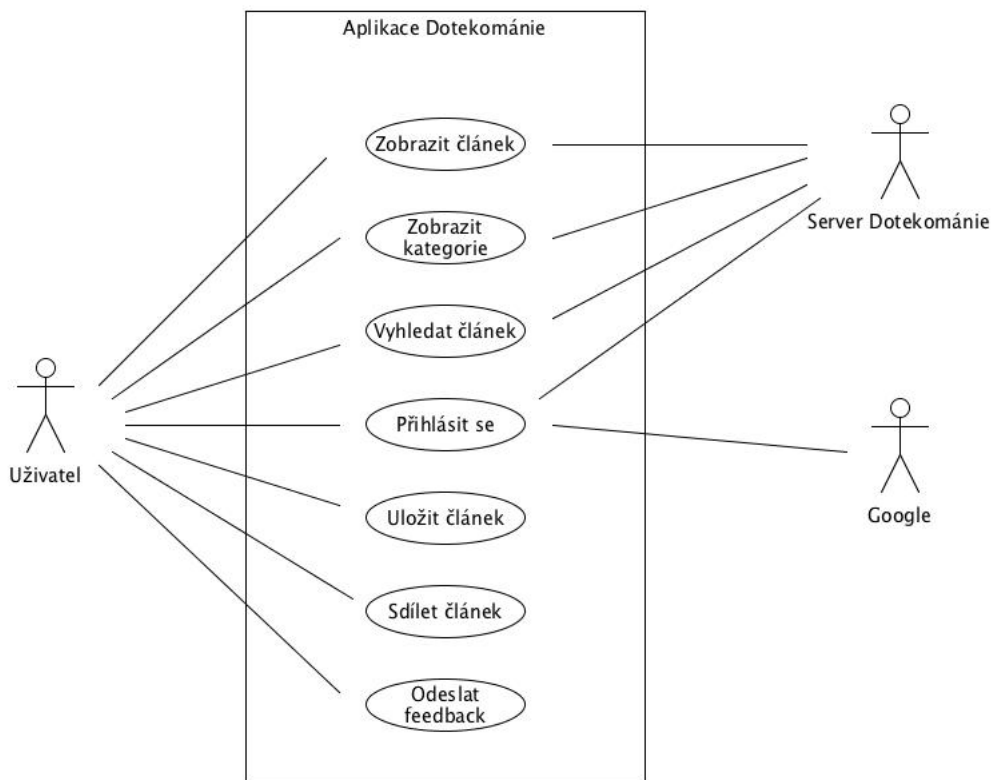 Aplikace Dotekománie
Zobrazit článek
Zobrazit
kategorie
Vyhledat článek
Přihlásit se
Uložit článek
Sdílet článek
Odeslat
feedback
Uživatel
Server Dotekománie
Google